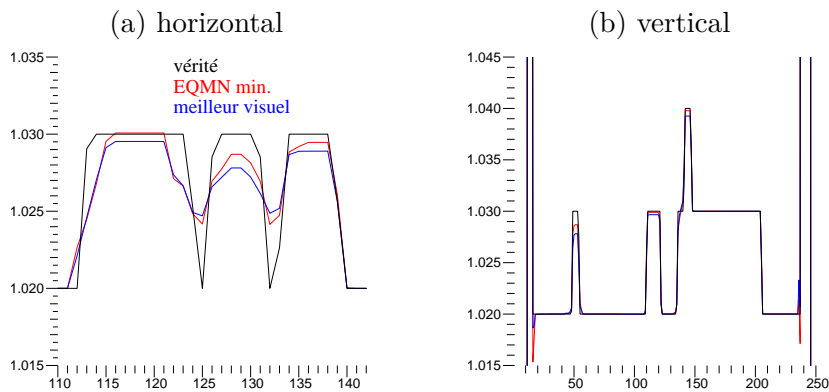 (a) horizontal
(b) vertical
1.035
1.030
1.025
1.020
1.015
110 115 120 125 130 135 140
vérité
EQMN min.
meilleur visuel
1.045
1.040
1.035
1.030
1.025
1.020
1.015
50 100 150 200 250